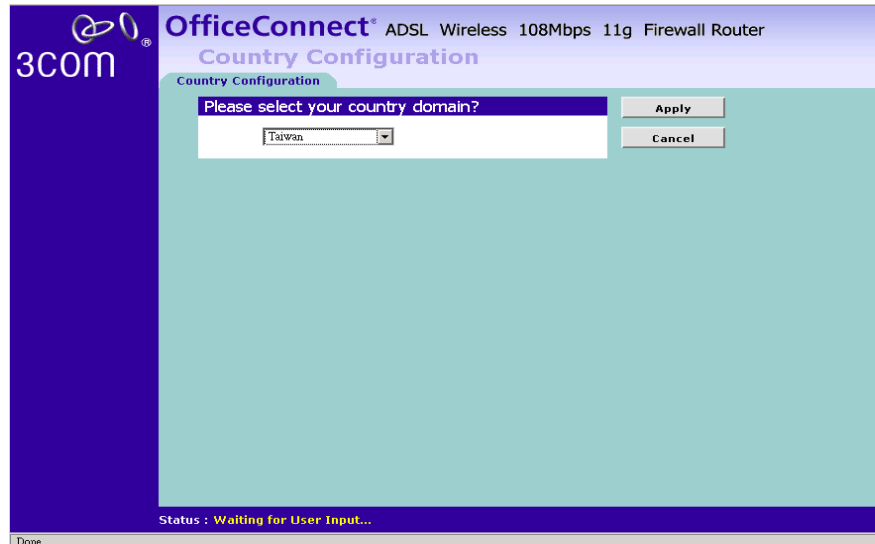 3COM ®
OfficeConnect® ADSL Wireless 108Mbps 11g Firewall Router
Country Configuration
Country Configuration
Please select your country domain?
Apply
Taiwan
Cancel
Status : Waiting for User Input...
Done